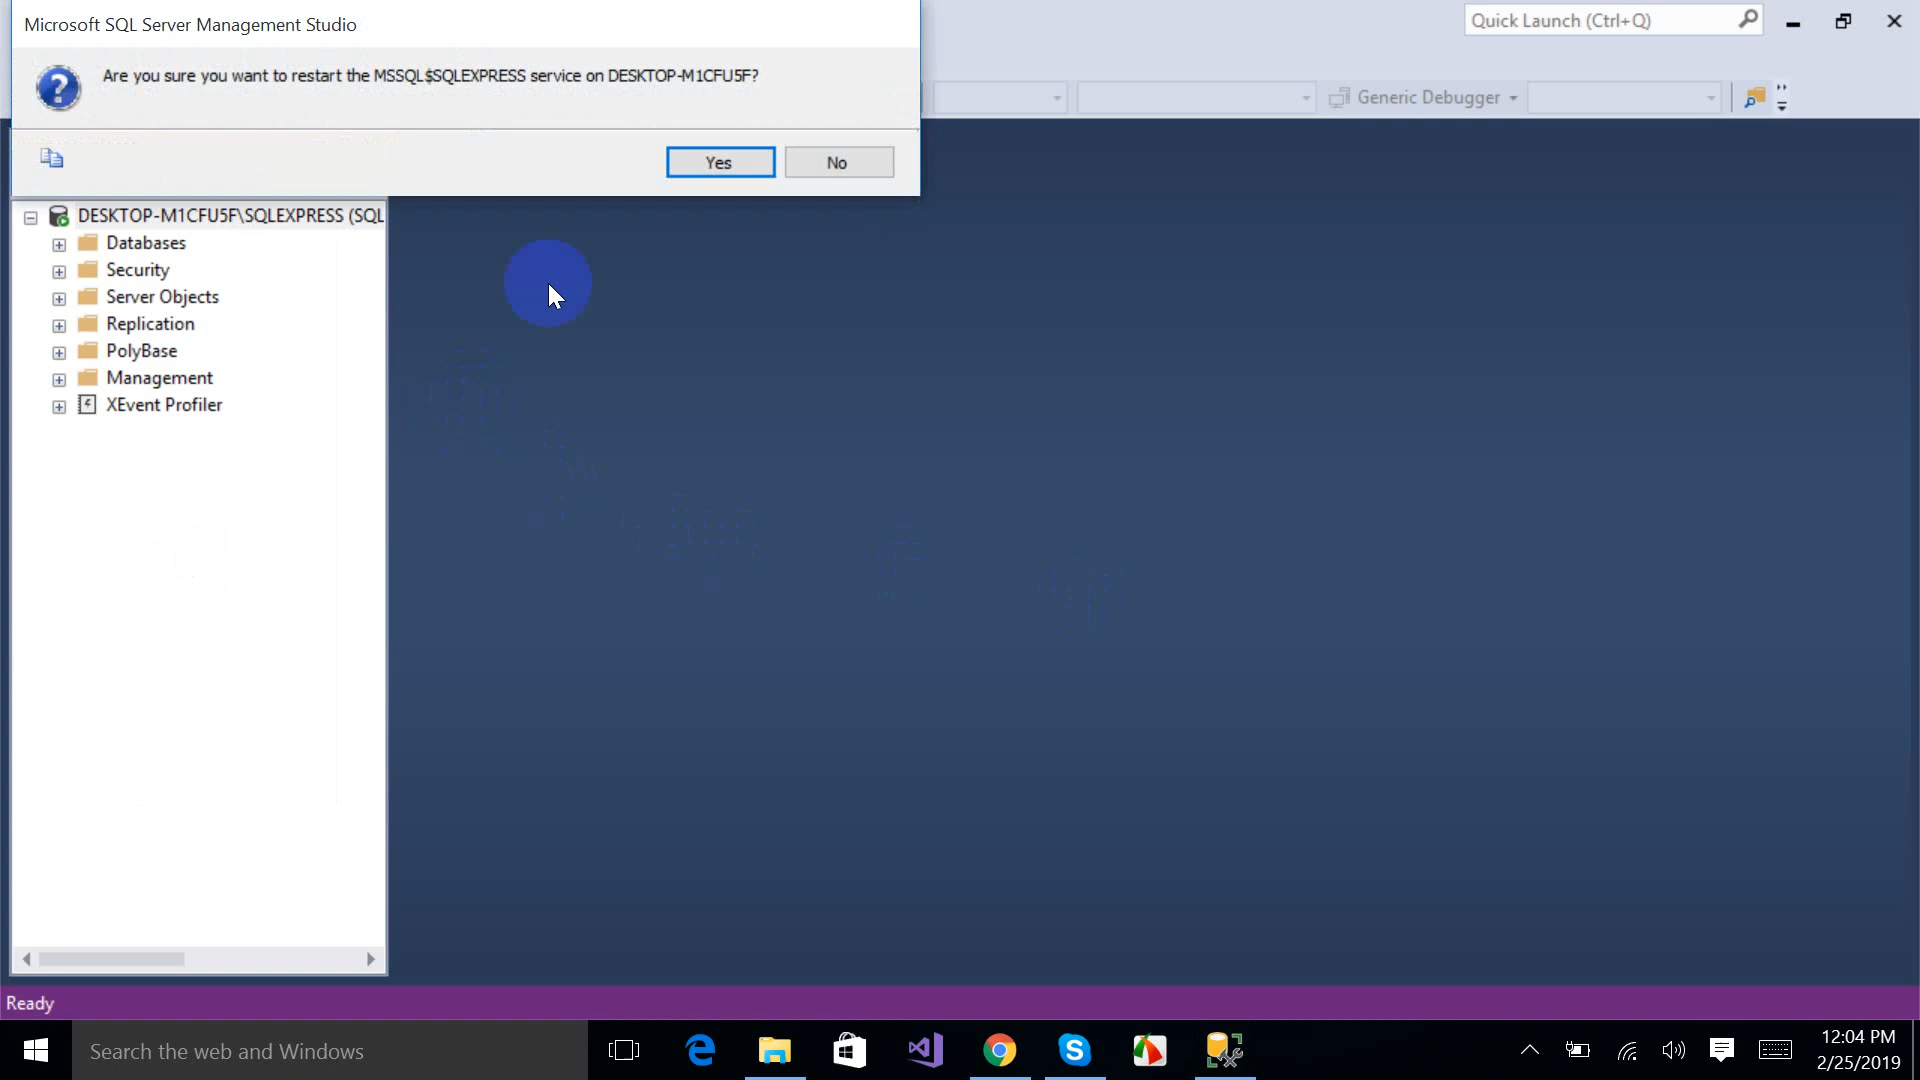 Microsoft SQL Server Management Studio
Quick Launch (Ctrl+Q)
Are you sure you want to restart the MSSQL$SQLEXPRESS service on DESKTOP-M1CFU5F?
Generic Debugger
Yes
No
DESKTOP-M1CFU5F\SQLEXPRESS (SQL
Databases
Security
Server Objects
Replication
PolyBase
Management
XEvent Profiler
Ready
Search the web and Windows
12:04 PM
2/25/2019